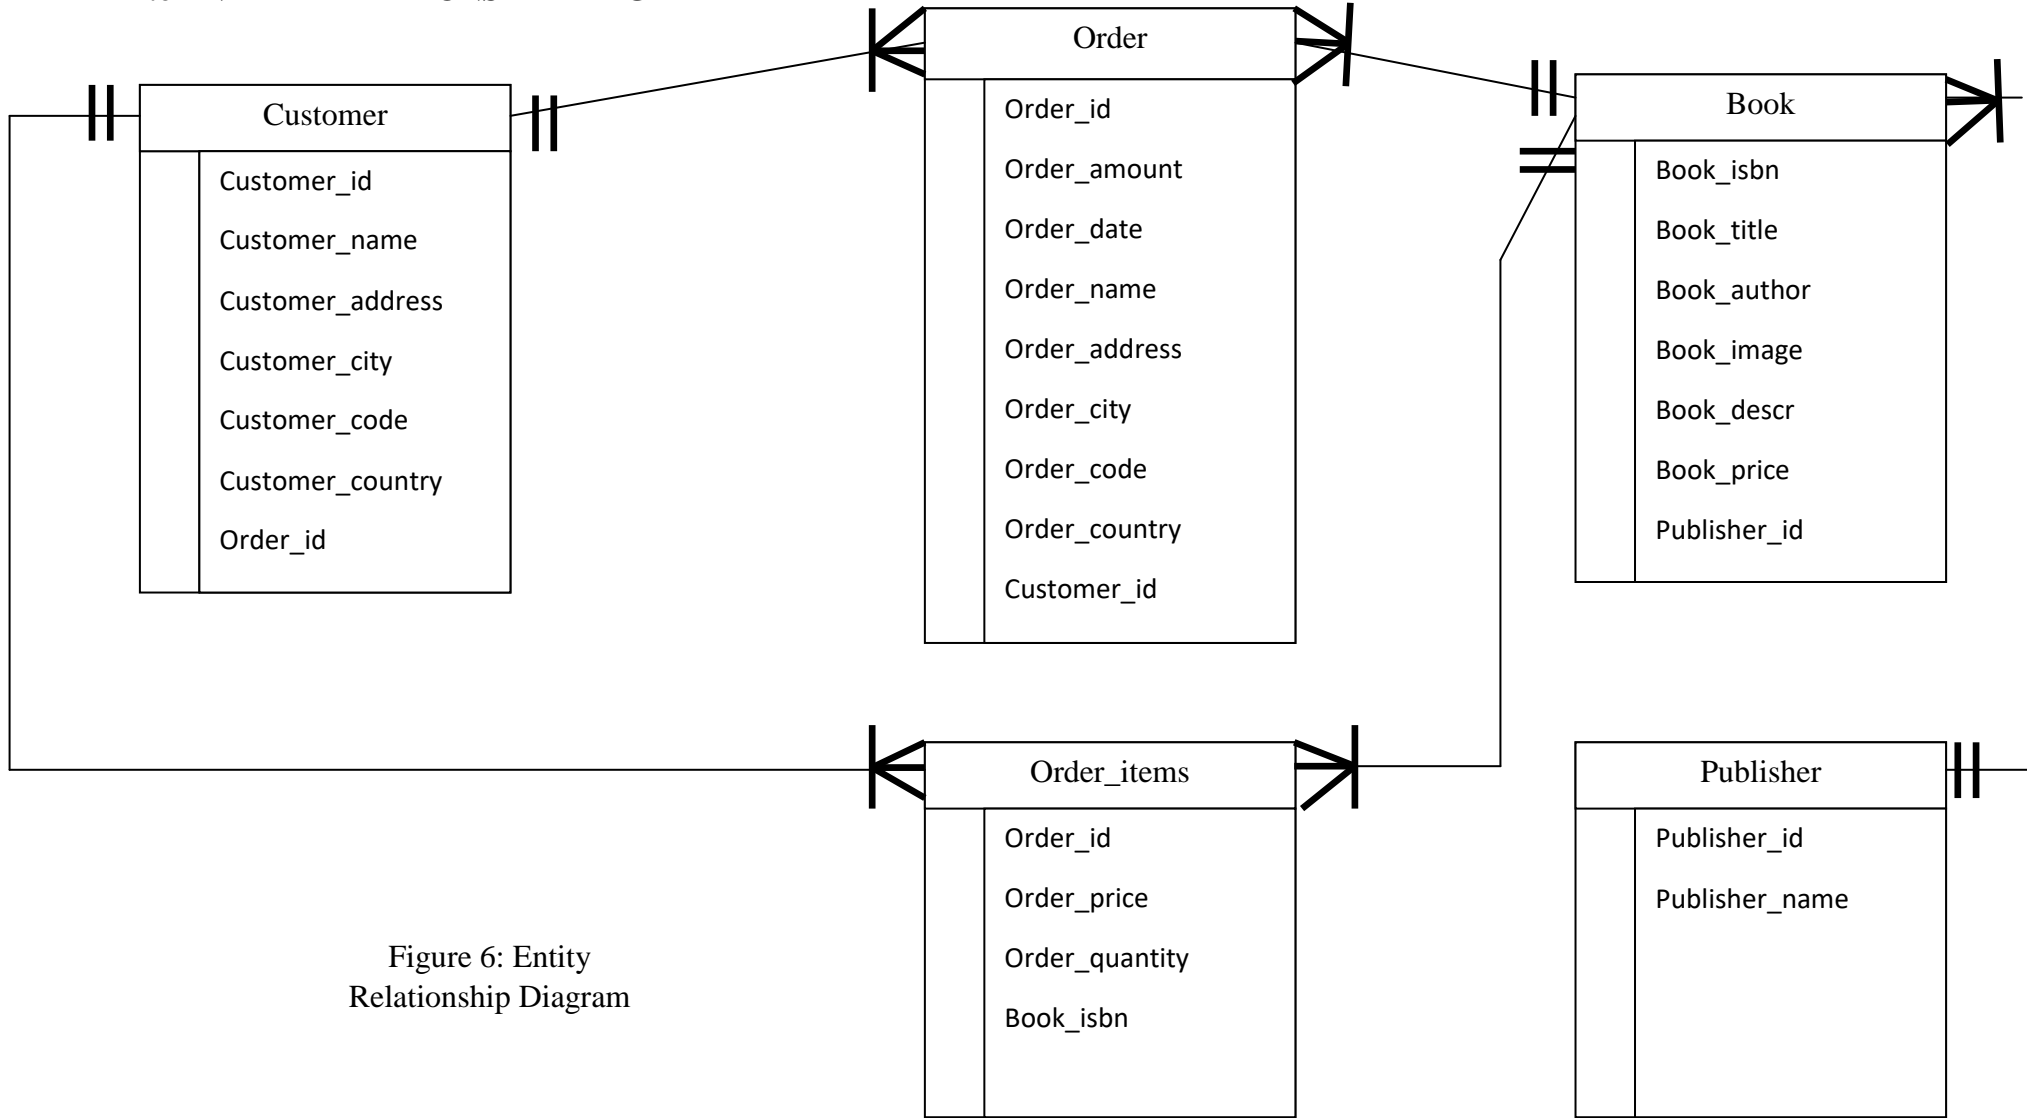 Customer
Customer_id
Customer_name
Customer_address
Customer_city
Customer_code
Customer_country
Order_id
Order
Order_id
Order_amount
Order_date
Order_name
Order_address
Order_city
Order_code
Order_country
Customer_id
Book
Book_isbn
Book_title
Book_author
Book_image
Book_descr
Book_price
Publisher_id
Order_items
Order_id
Order_price
Order_quantity
Book_isbn
Publisher
Publisher_id
Publisher_name
Figure 6: Entity
Relationship Diagram